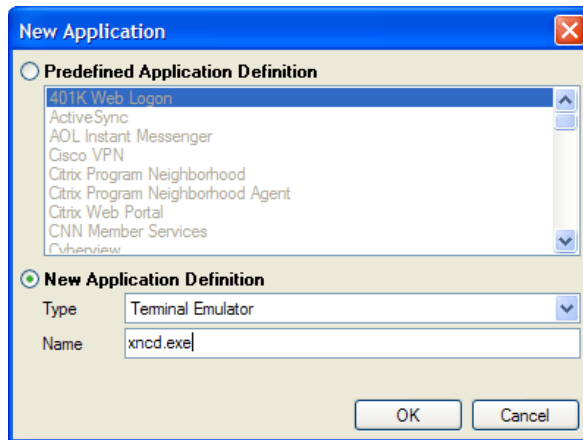 New Application
Predefined Application Definition
401K Web Logon
ActiveSync
AOL Instant Messenger
Cisco VPN
Citrix Program Neighborhood
Citrix Program Neighborhood Agent
Citrix Web Portal
CNN Member Services
Cyberview
New Application Definition
Type Terminal Emulator
Name xncd.exe
OK Cancel